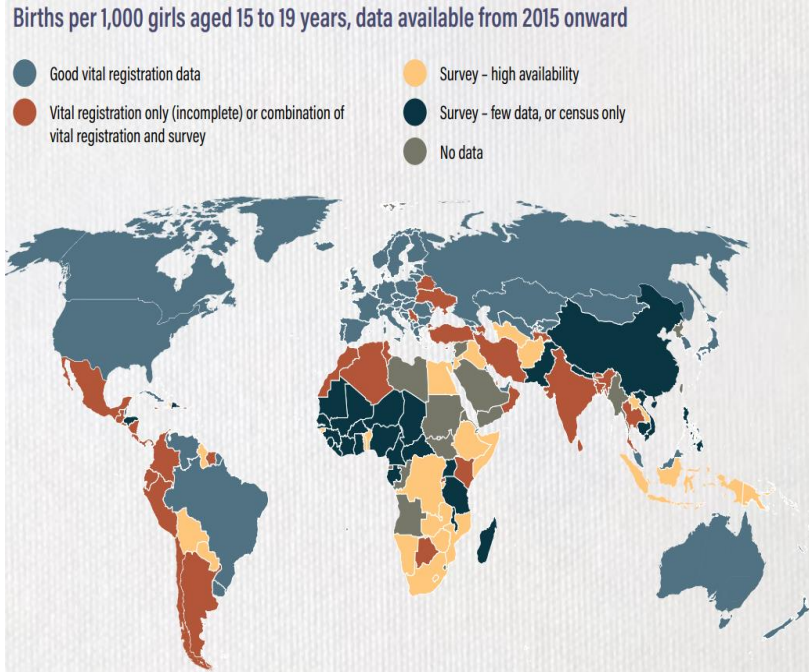 Births per 1,000 girls aged 15 to 19 years, data available from 2015 onward
Good vital registration data
Vital registration only (incomplete) or combination of
vital registration and survey
Survey – high availability
Survey – few data, or census only
No data